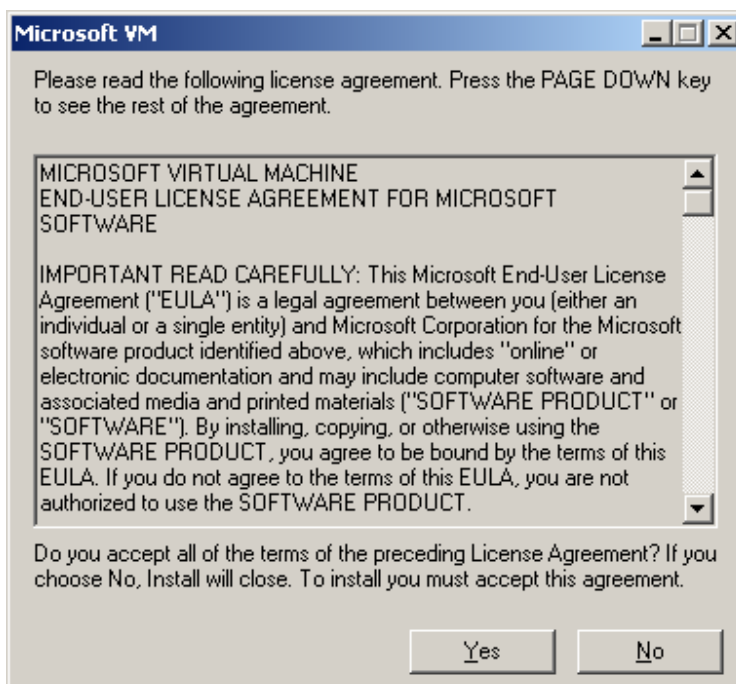 Microsoft VM
Please read the following license agreement. Press the PAGE DOWN key
to see the rest of the agreement.
MICROSOFT VIRTUAL MACHINE
END-USER LICENSE AGREEMENT FOR MICROSOFT
SOFTWARE
IMPORTANT READ CAREFULLY: This Microsoft End-User License
Agreement ("EULA") is a legal agreement between you (either an
individual or a single entity) and Microsoft Corporation for the Microsoft
software product identified above, which includes "online" or
electronic documentation and may include computer software and
associated media and printed materials ("SOFTWARE PRODUCT" or
"SOFTWARE"). By installing, copying, or otherwise using the
SOFTWARE PRODUCT, you agree to be bound by the terms of this
EULA. If you do not agree to the terms of this EULA, you are not
authorized to use the SOFTWARE PRODUCT.
Do you accept all of the terms of the preceding License Agreement? If you
choose No, Install will close. To install you must accept this agreement.
Yes No